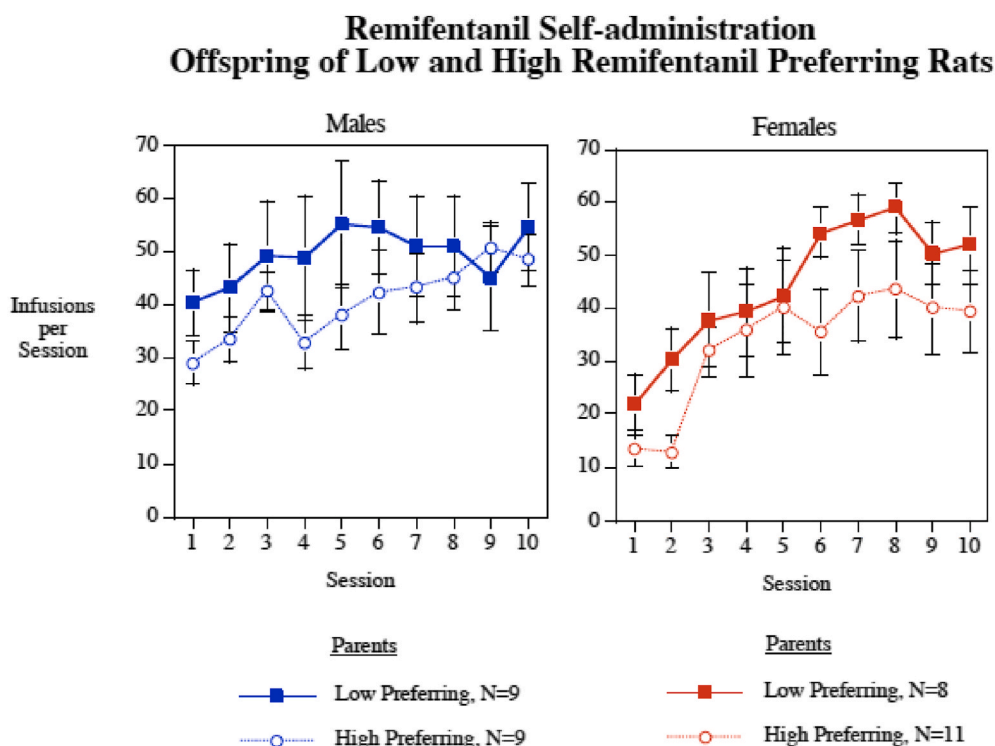 Remifentanil Self-administration
Offspring of Low and High Remifentanil Preferring Rats
Males
Females
Infusions
per
Session
70
60
50
40
30
20
10
0
1 2 3 4 5 6 7 8 9 10
Session
70
60
50
40
30
20
10
0
1 2 3 4 5 6 7 8 9 10
Session
Parents
Low Preferring, N=9
High Preferring, N=9
Parents
Low Preferring, N=8
High Preferring, N=11